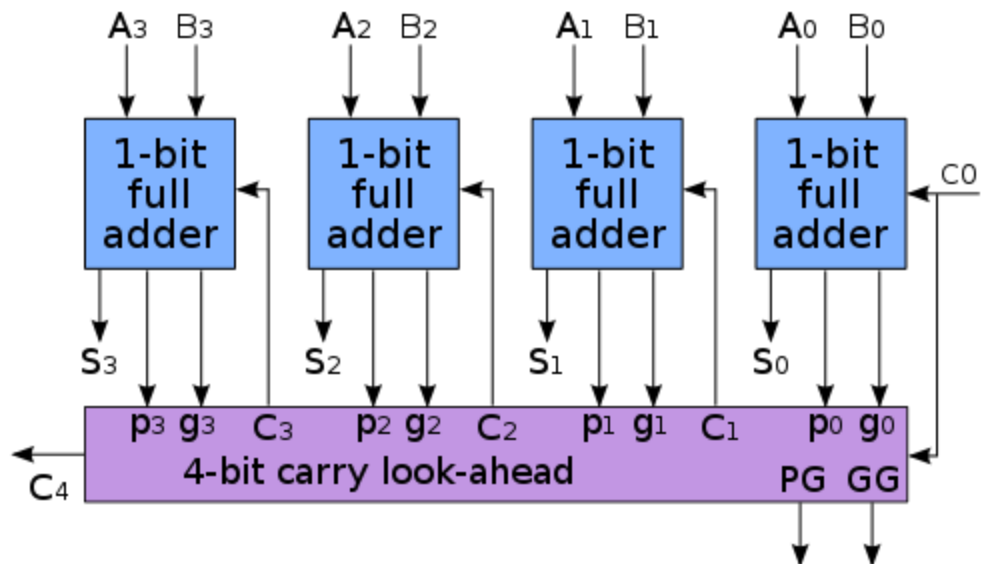 A3 B3 A2 B2 A1 B1 A0 B0
1-bit full adder
1-bit full adder
1-bit full adder
1-bit full adder
C0
S3 S2 S1 S0
p3 g3 C3 p2 g2 C2 p1 g1 C1 p0 g0
4-bit carry look-ahead
PG GG
C4